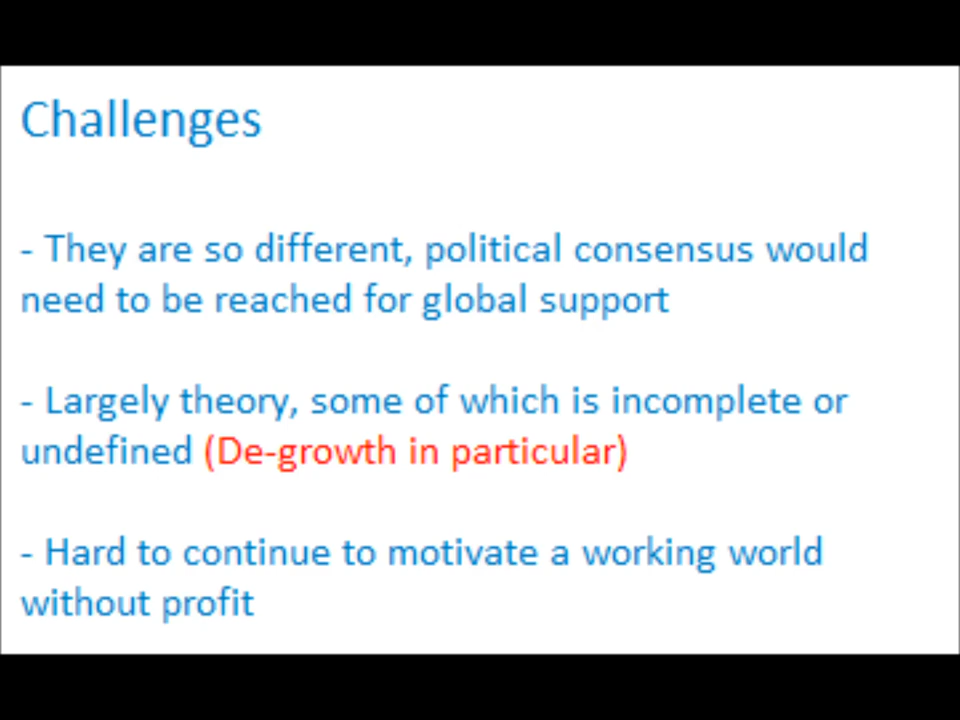 Challenges
- They are so different, political consensus would
need to be reached for global support
- Largely theory, some of which is incomplete or
undefined (De-growth in particular)
- Hard to continue to motivate a working world
without profit